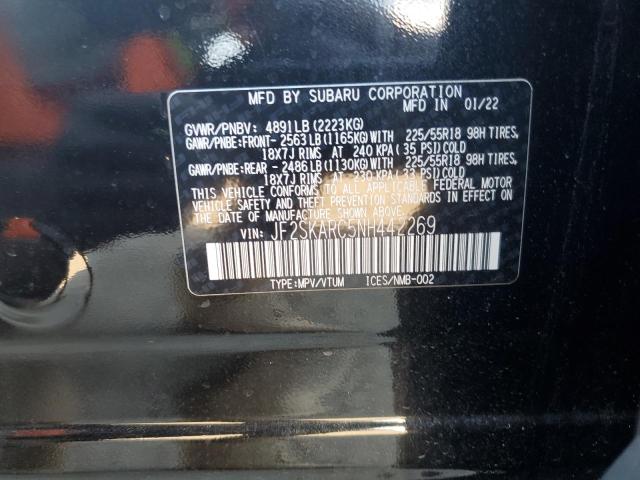 MFD BY SUBARU CORPORATION
MFD IN 01/22
GVWR/PNBV: 4891LB(2223KG)
GAWR/PNBE:FRONT- 2563LB(1165KG)WITH 225/55R18 98H TIRES,
18X7J RIMS AT 240 KPA( 35 PSI)COLD
GAWR/PNBE:REAR - 2486LB(1130KG)WITH 225/55R18 98H TIRES,
18X7J RIMS AT 230 KPA( 33 PSI)COLD
THIS VEHICLE CONFORMS TO ALL APPLICABLE FEDERAL MOTOR
VEHICLE SAFETY AND THEFT PREVENTION STANDARDS IN EFFECT ON
THE DATE OF MANUFACTURE SHOWN ABOVE.
VIN: JF2SKARC5NH442269
TYPE:MPV/VTUM ICES/NMB-002